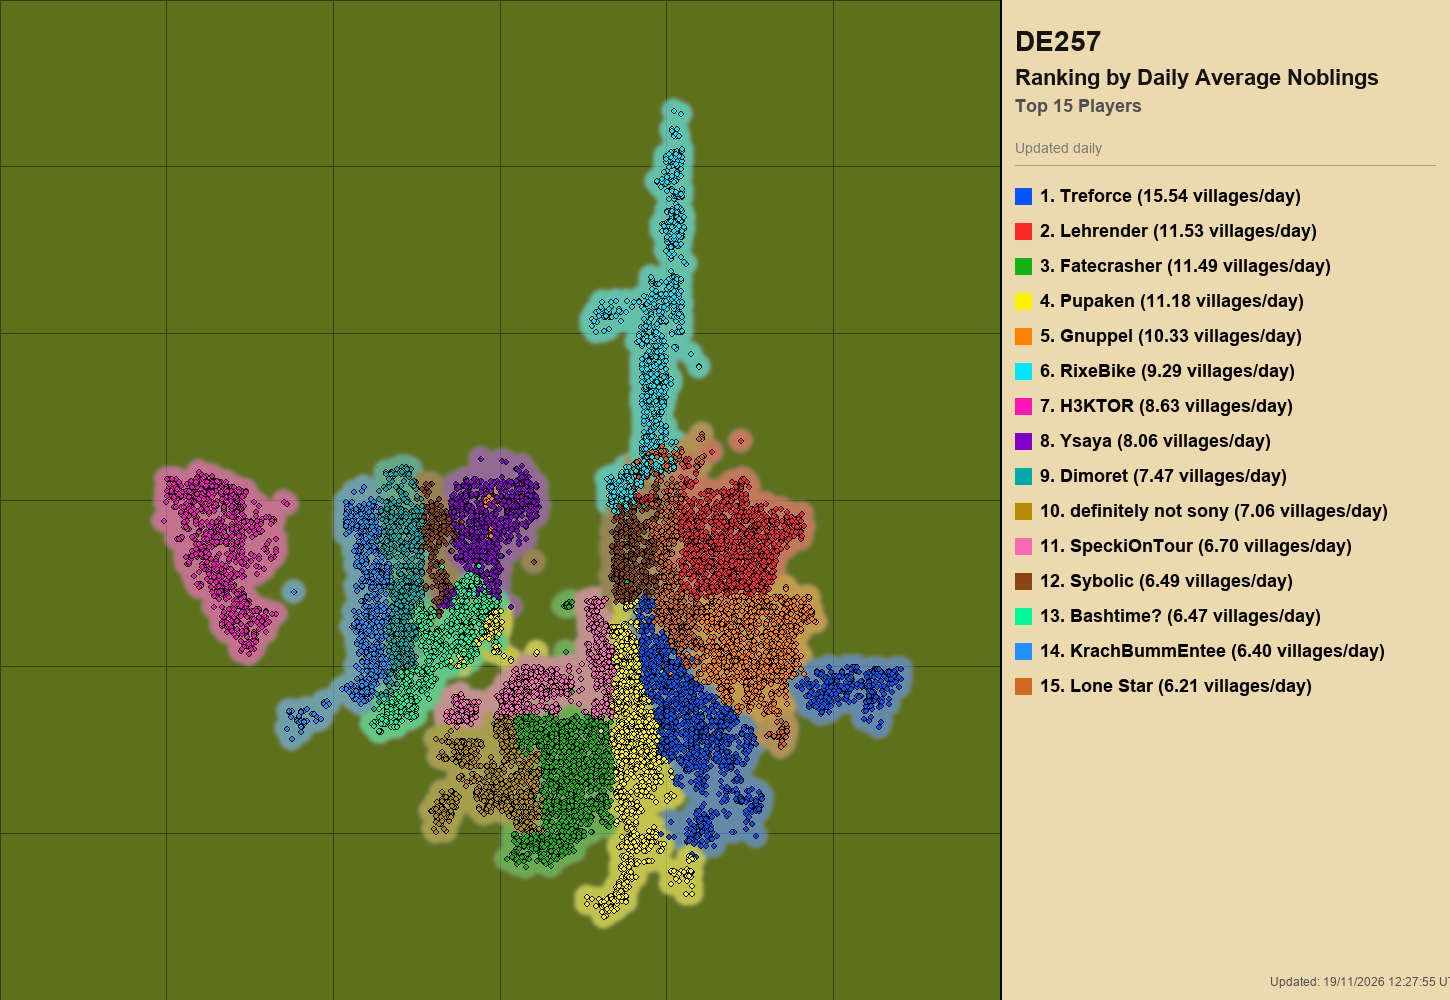 DE257
Ranking by Daily Average Noblings
Top 15 Players
Updated daily
1. Treforce (15.54 villages/day)
2. Lehrender (11.53 villages/day)
3. Fatecrasher (11.49 villages/day)
4. Pupaken (11.18 villages/day)
5. Gnuppel (10.33 villages/day)
6. RixeBike (9.29 villages/day)
7. H3KTOR (8.63 villages/day)
8. Ysaya (8.06 villages/day)
9. Dimoret (7.47 villages/day)
10. definitely not sony (7.06 villages/day)
11. SpeckiOnTour (6.70 villages/day)
12. Sybolic (6.49 villages/day)
13. Bashtime? (6.47 villages/day)
14. KrachBummEntee (6.40 villages/day)
15. Lone Star (6.21 villages/day)
Updated: 19/11/2026 12:27:55